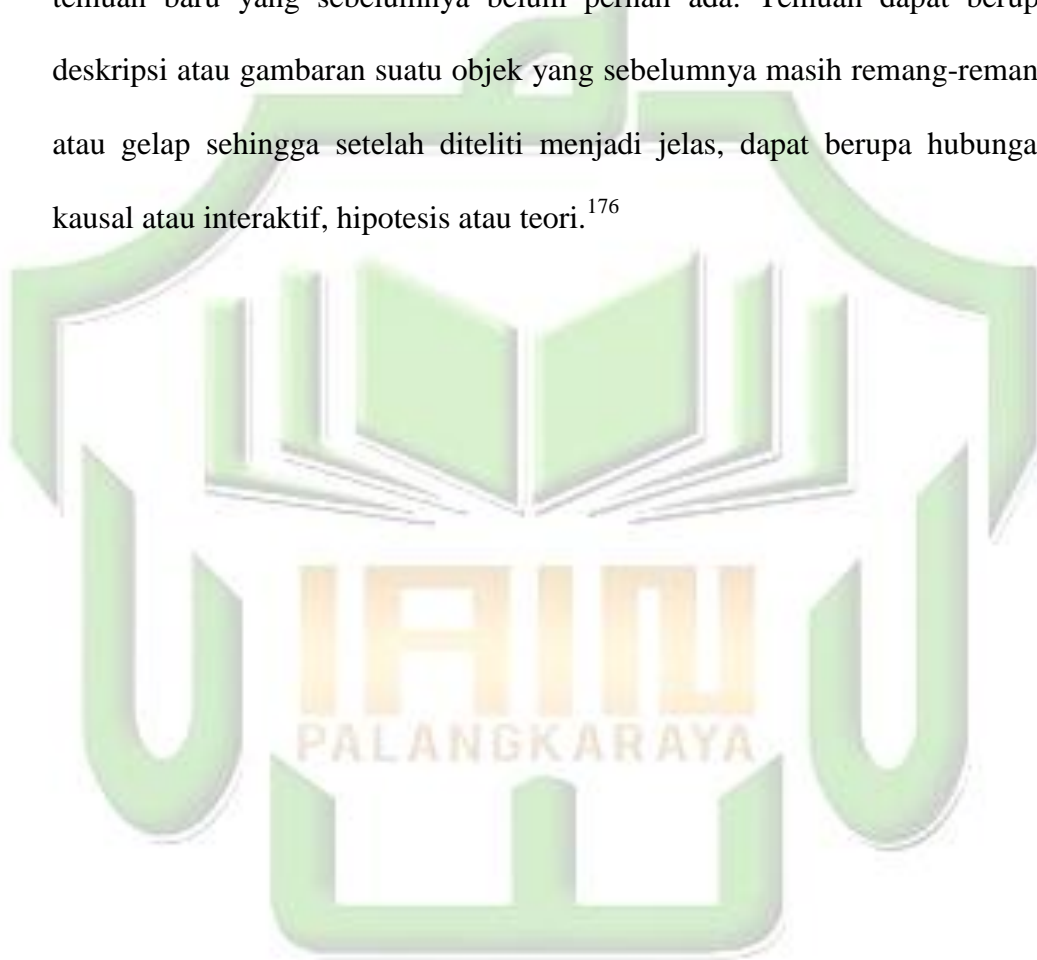 temuan baru yang sebelumnya belum pernah ada. Temuan dapat berup
deskripsi atau gambaran suatu objek yang sebelumnya masih remang-reman
atau gelap sehingga setelah diteliti menjadi jelas, dapat berupa hubunga
kausal atau interaktif, hipotesis atau teori.176
IAIN
PALANGKARAYA